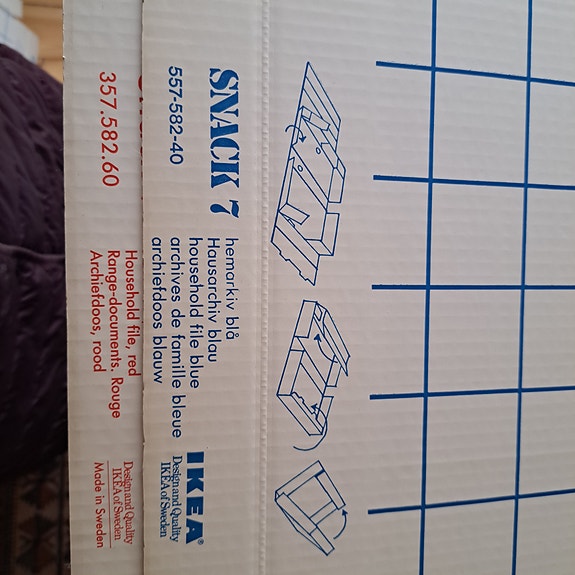 SNACK 7
557-582-40
hemarkiv blå
Hausarchiv blau
household file blue
archives de famille bleue
archiefdoos blauw
IKEA®
Design and Quality
IKEA of Sweden
357.582.60
Household file, red
Range-documents. Rouge
Archiefdoos, rood
Design and Quality
IKEA of Sweden
Made in Sweden